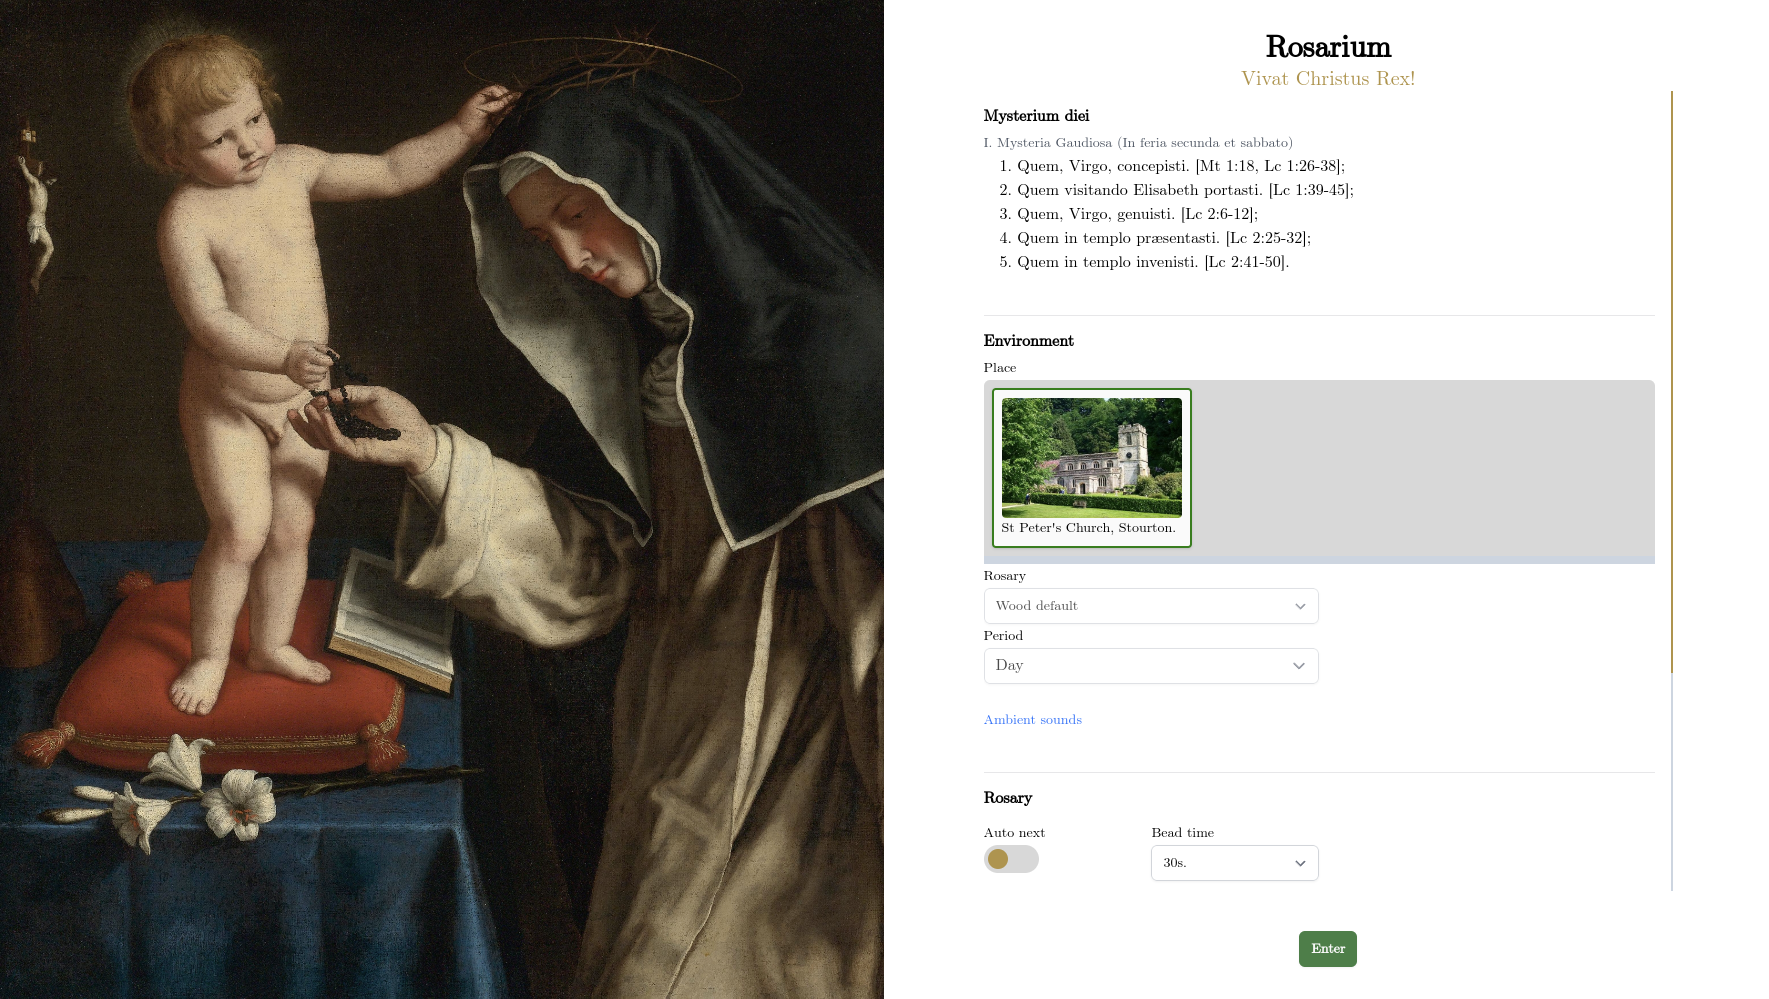 Rosarium
Vivat Christus Rex!
Mysterium diei
I. Mysteria Gaudiosa (In feria secunda et sabbato)
1. Quem, Virgo, concepisti. [Mt 1:18, Lc 1:26-38];
2. Quem visitando Elisabeth portasti. [Lc 1:39-45];
3. Quem, Virgo, genuisti. [Lc 2:6-12];
4. Quem in templo præsentasti. [Lc 2:25-32];
5. Quem in templo invenisti. [Lc 2:41-50].
Environment
Place
St Peter's Church, Stourton.
Rosary
Wood default
Period
Day
Ambient sounds
Rosary
Auto next
Bead time
30s.
Enter